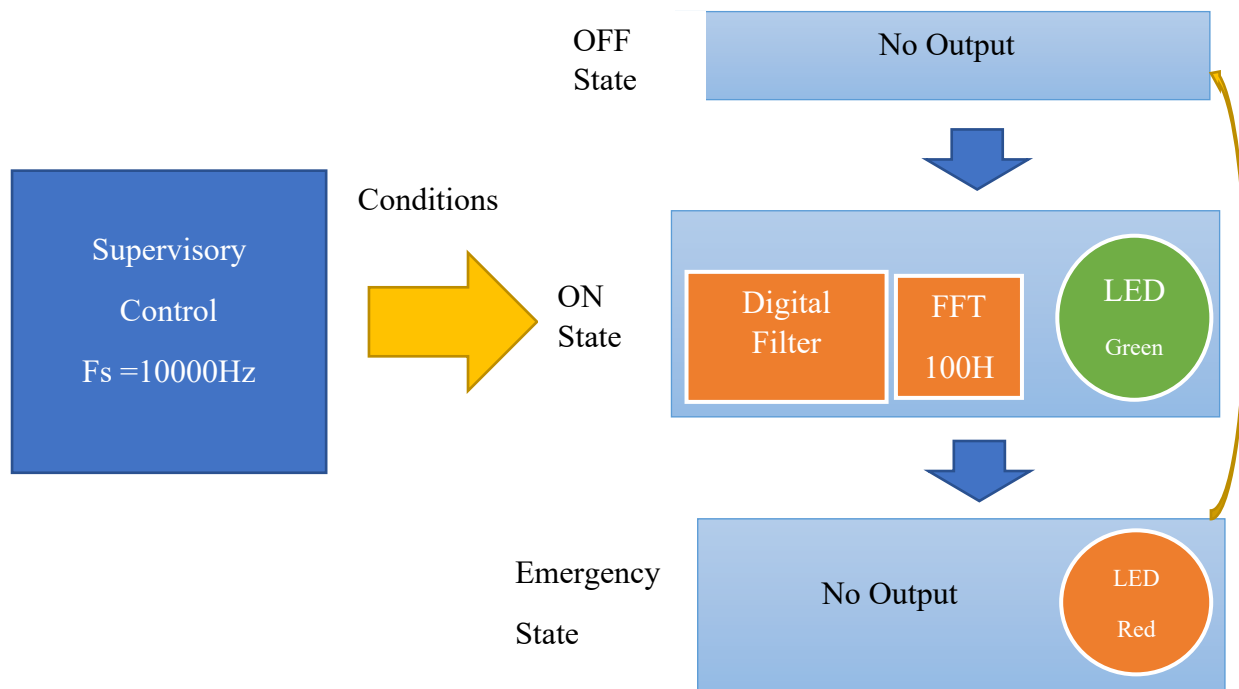 OFF
State
No Output
Supervisory
Control
Fs =10000Hz
Conditions
ON
State
Digital
Filter
FFT
100H
LED
Green
Emergency
State
No Output
LED
Red